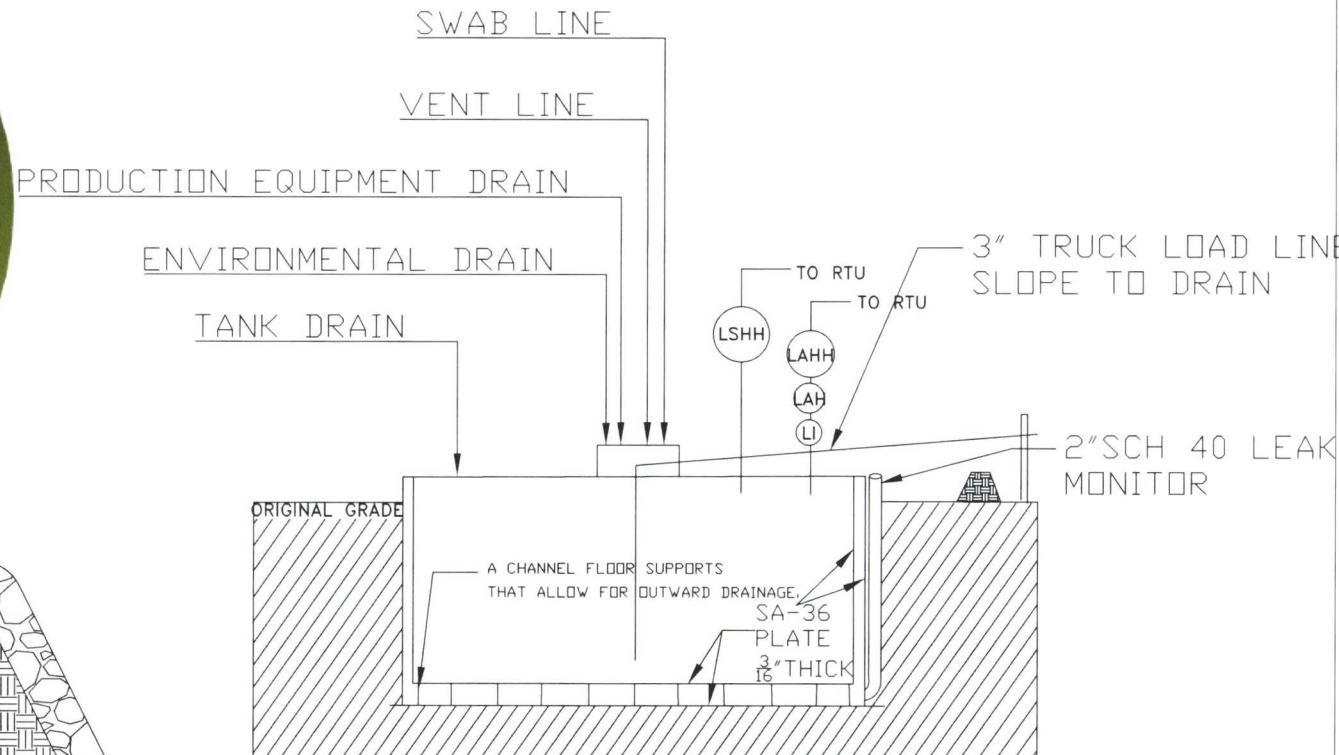 SWAB LINE
VENT LINE
PRODUCTION EQUIPMENT DRAIN
ENVIRONMENTAL DRAIN
TANK DRAIN
TO RTU
TO RTU
3" TRUCK LOAD LINE
SLOPE TO DRAIN
LSHH
LAHH
LAH
LI
2"SCH 40 LEAK
MONITOR
ORIGINAL GRADE
A CHANNEL FLOOR SUPPORTS
THAT ALLOW FOR OUTWARD DRAINAGE.
SA-36
PLATE
3/16" THICK